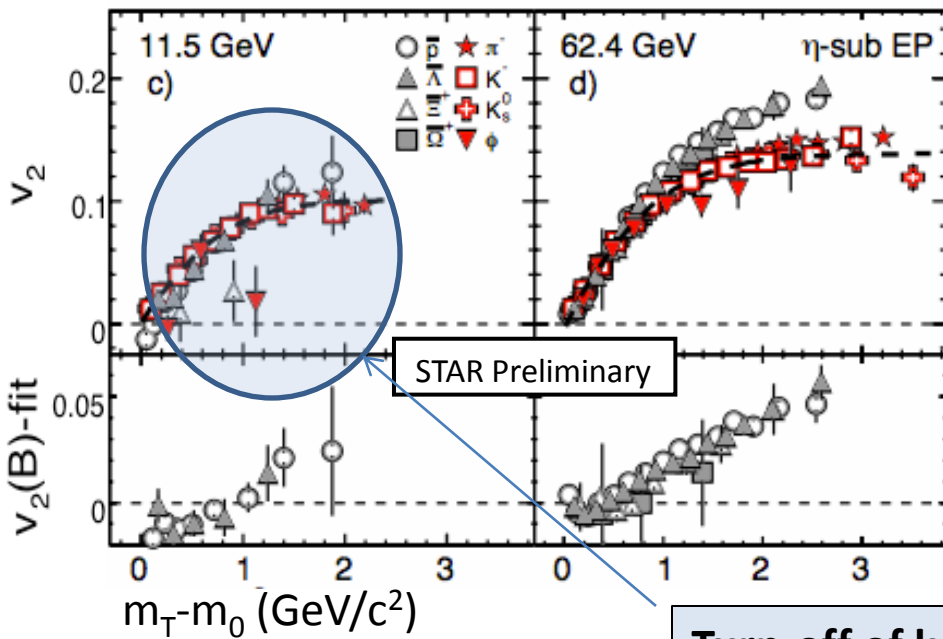 11.5 GeV
c)
p̅ π⁻
Λ̅ K⁻
Ξ̅⁺ K⁰ₛ
Ω̅⁺ ϕ
62.4 GeV η-sub EP
d)
v₂
0.2
0.1
0
STAR Preliminary
v₂(B)-fit
0.05
0
0 1 2 3 0 1 2 3
mT-m₀ (GeV/c²)